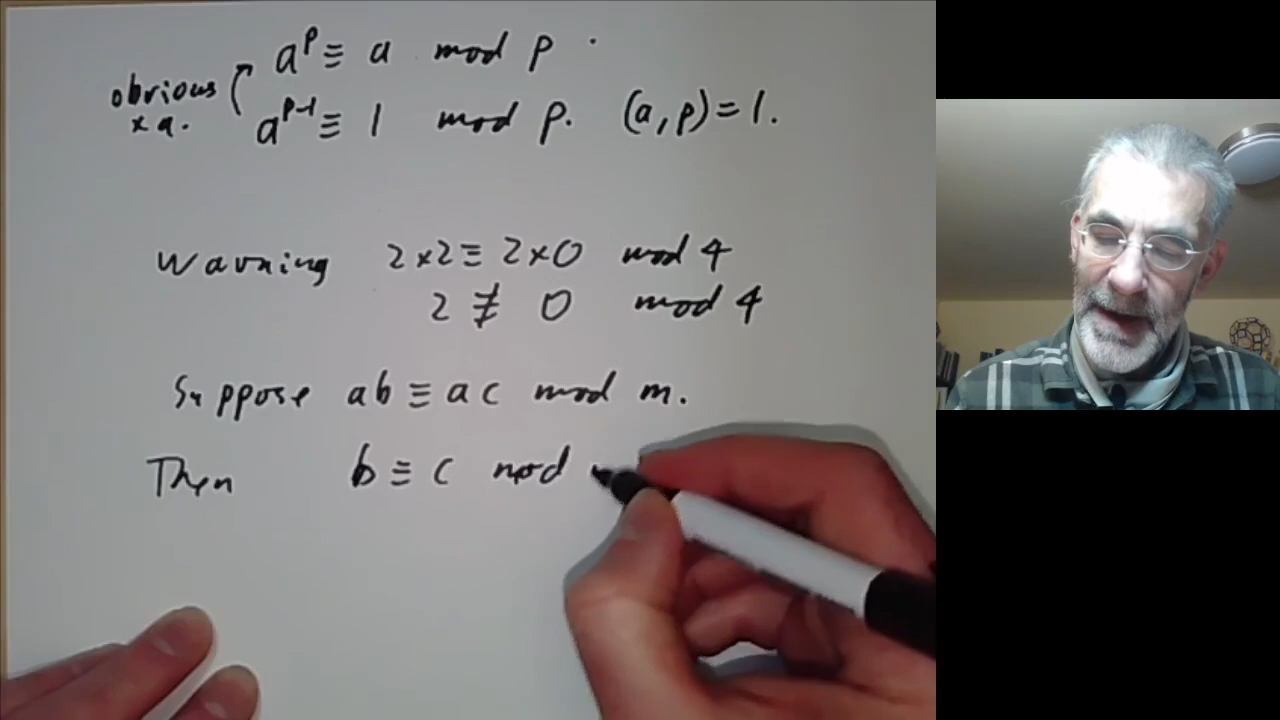 a^p ≡ a mod p .
obvious
x a.
a^{p-1} ≡ 1 mod p. (a, p) = 1.
Warning 2 × 2 ≡ 2 × 0 mod 4
2 ≢ 0 mod 4
Suppose ab ≡ ac mod m.
Then b ≡ c mod